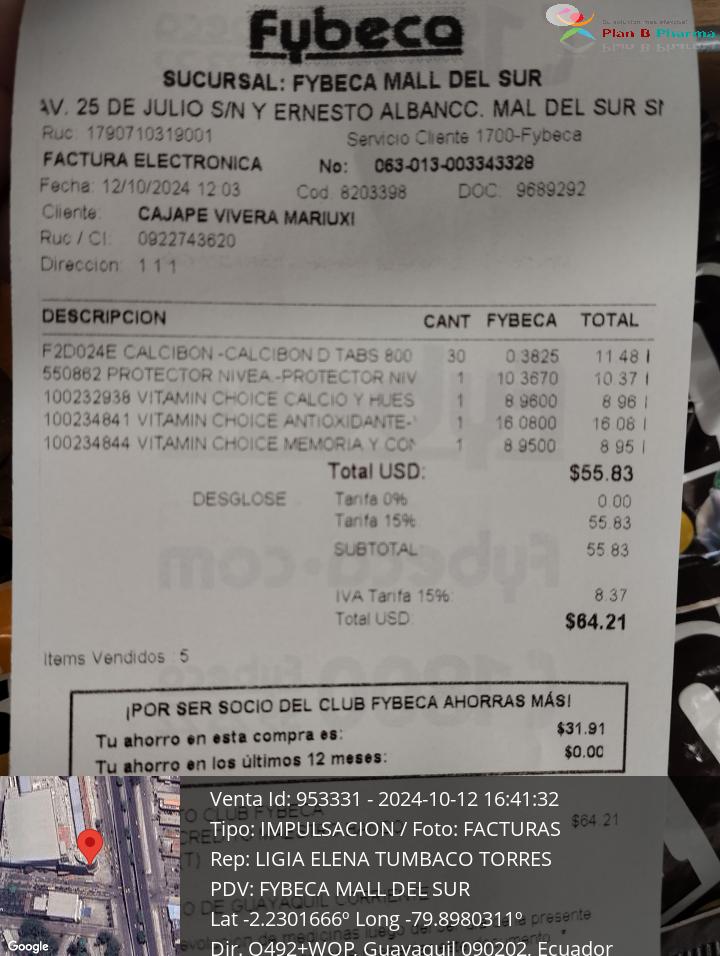 Fybeca
Su solución más efectiva!
Plan B Pharma
SUCURSAL: FYBECA MALL DEL SUR
AV. 25 DE JULIO S/N Y ERNESTO ALBANCC. MAL DEL SUR
Ruc: 1790710319001 Servicio Cliente 1700-Fybeca
FACTURA ELECTRONICA No: 063-013-003343328
Fecha: 12/10/2024 12:03 Cod. 8203398 DOC: 9689292
Cliente: CAJAPE VIVERA MARIUXI
Ruc / CI: 0922743620
Direccion: 1 1 1
DESCRIPCION CANT FYBECA TOTAL
F2D024E CALCIBON -CALCIBON D TABS 800 30 0.3825 11.48 I
550862 PROTECTOR NIVEA -PROTECTOR NIV 1 10.3670 10.37 I
100232938 VITAMIN CHOICE CALCIO Y HUES 1 8.9600 8.96 I
100234841 VITAMIN CHOICE ANTIOXIDANTE- 1 16.0800 16.08 I
100234844 VITAMIN CHOICE MEMORIA Y CON 1 8.9500 8.95 I
Total USD: $55.83
DESGLOSE Tarifa 0% 0.00
Tarifa 15% 55.83
SUBTOTAL 55.83
IVA Tarifa 15%: 8.37
Total USD: $64.21
Items Vendidos : 5
¡POR SER SOCIO DEL CLUB FYBECA AHORRAS MÁS!
Tu ahorro en esta compra es: $31.91
Tu ahorro en los últimos 12 meses: $0.00
CLUB FYBECA $64.21
Venta Id: 953331 - 2024-10-12 16:41:32
Tipo: IMPULSACION / Foto: FACTURAS
Rep: LIGIA ELENA TUMBACO TORRES
PDV: FYBECA MALL DEL SUR
Lat -2.2301666º Long -79.8980311º
Dir. Q492+WQP, Guayaquil 090202, Ecuador
Google